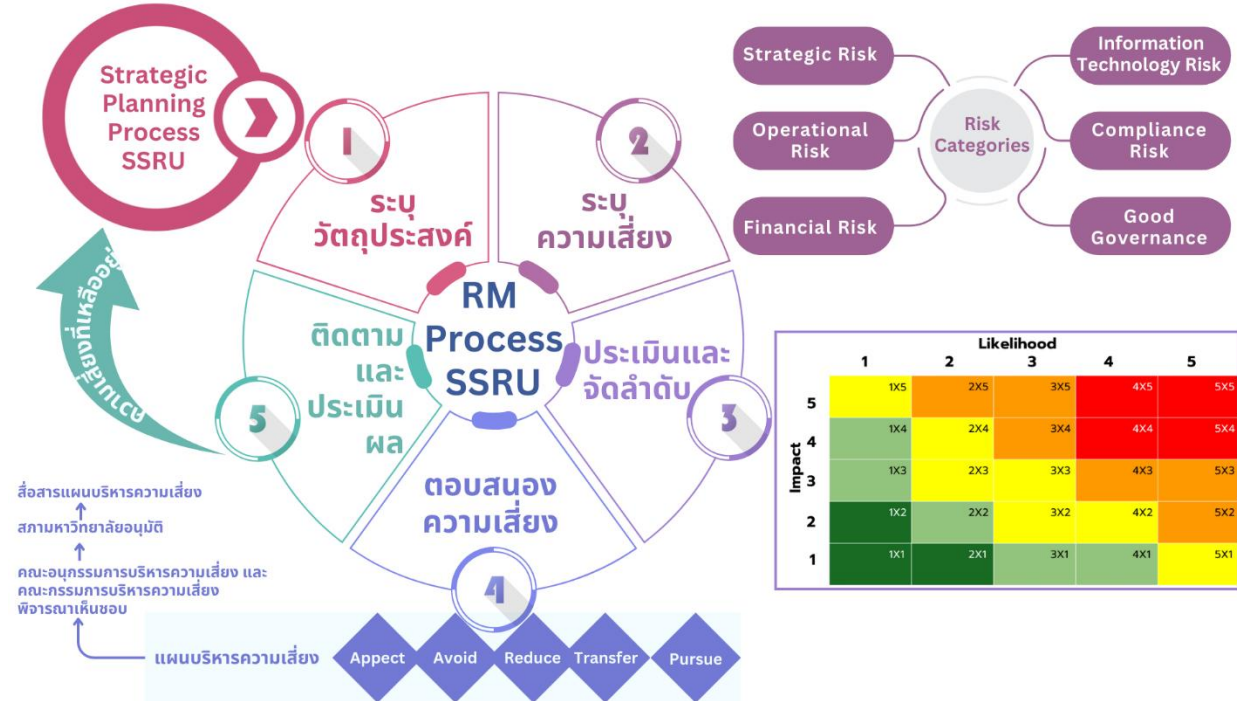 Strategic
Planning
Process
SSRU
1
ระบุ
วัตถุประสงค์
2
ระบุ
ความเสี่ยง
3
ประเมินและ
จัดลำดับ
4
ตอบสนอง
ความเสี่ยง
5
ติดตาม
และ
ประเมิน
ผล
RM
Process
SSRU
ความเสี่ยงที่เหลืออยู่
Strategic Risk
Operational
Risk
Financial Risk
Risk
Categories
Information
Technology Risk
Compliance
Risk
Good
Governance
Likelihood
1 2 3 4 5
Impact
5 1X5 2X5 3X5 4X5 5X5
4 1X4 2X4 3X4 4X4 5X4
3 1X3 2X3 3X3 4X3 5X3
2 1X2 2X2 3X2 4X2 5X2
1 1X1 2X1 3X1 4X1 5X1
สื่อสารแผนบริหารความเสี่ยง
สภามหาวิทยาลัยอนุมัติ
คณะอนุกรรมการบริหารความเสี่ยง และ
คณะกรรมการบริหารความเสี่ยง
พิจารณาเห็นชอบ
แผนบริหารความเสี่ยง
Appect Avoid Reduce Transfer Pursue